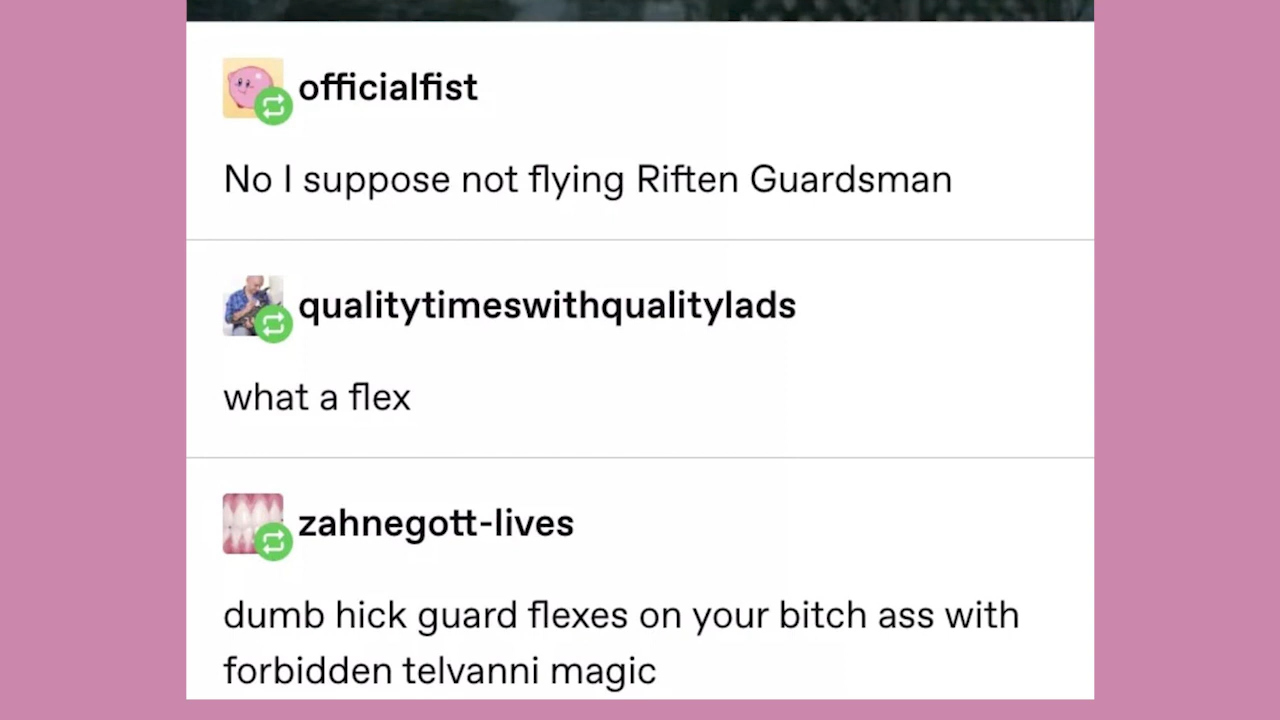 officialfist
No I suppose not flying Riften Guardsman
qualitytimeswithqualitylads
what a flex
zahnegott-lives
dumb hick guard flexes on your bitch ass with
forbidden telvanni magic